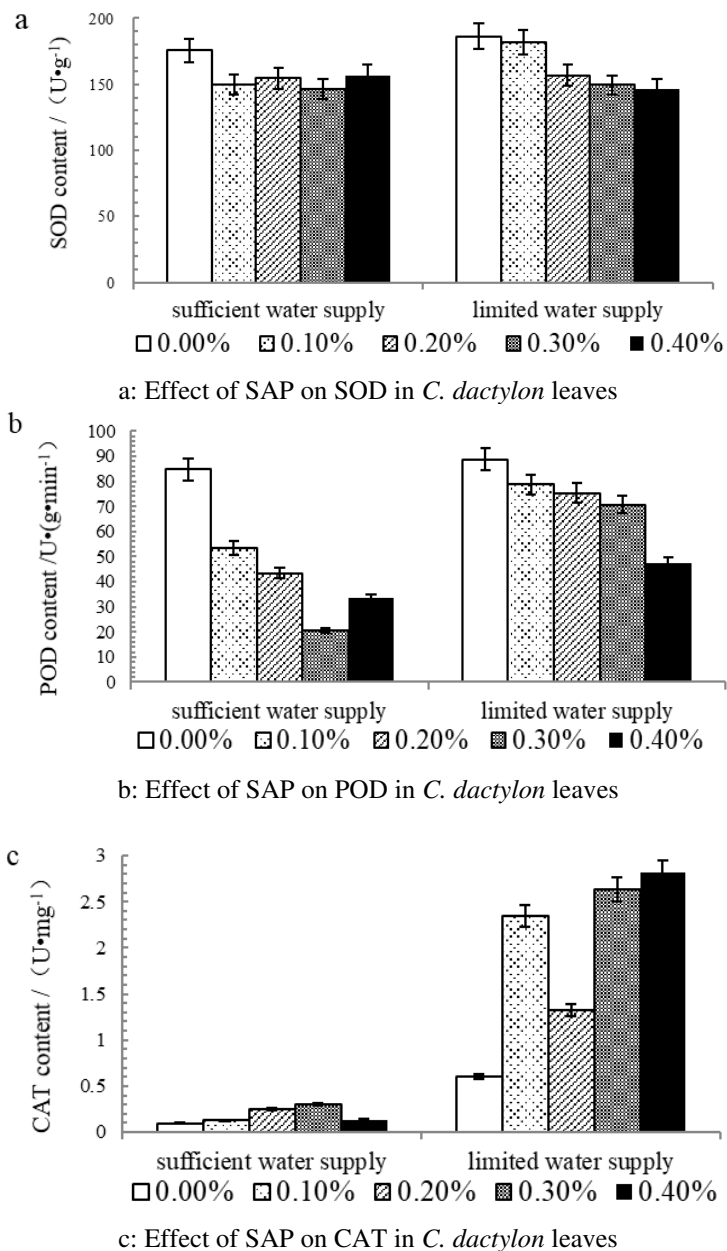 a
SOD content / （U•g-1）
200
150
100
50
0
sufficient water supply limited water supply
0.00% 0.10% 0.20% 0.30% 0.40%
a: Effect of SAP on SOD in C. dactylon leaves
b
POD content /U•(g•min-1)
100
90
80
70
60
50
40
30
20
10
0
sufficient water supply limited water supply
0.00% 0.10% 0.20% 0.30% 0.40%
b: Effect of SAP on POD in C. dactylon leaves
c
CAT content / （U•mg-1）
3
2.5
2
1.5
1
0.5
0
sufficient water supply limited water supply
0.00% 0.10% 0.20% 0.30% 0.40%
c: Effect of SAP on CAT in C. dactylon leaves